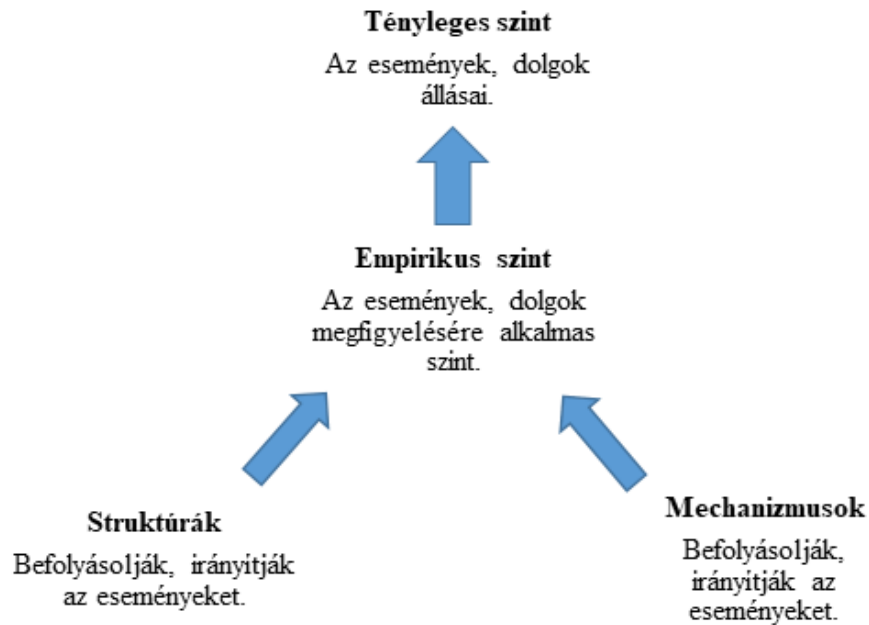 Tényleges szint
Az események, dolgok
állásai.
Empirikus szint
Az események, dolgok
megfigyelésére alkalmas
szint.
Struktúrák
Befolyásolják, irányítják
az eseményeket.
Mechanizmusok
Befolyásolják,
irányitják az
eseményeket.